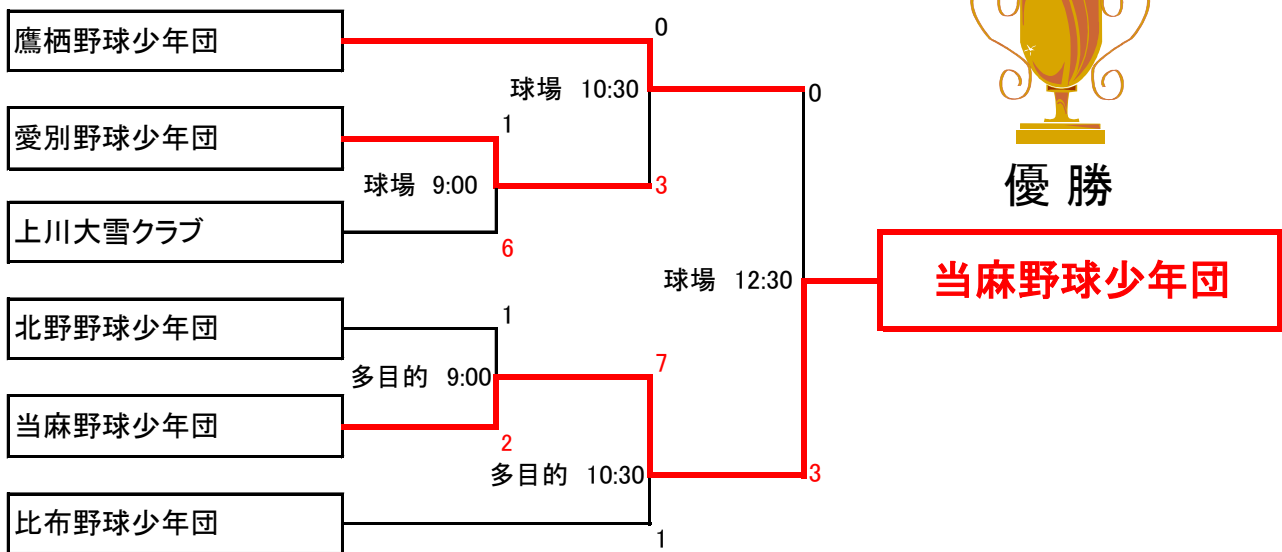 鷹栖野球少年団
0
球場 10:30
0
愛別野球少年団
1
球場 9:00
3
優勝
上川大雪クラブ
6
球場 12:30
当麻野球少年団
北野野球少年団
1
多目的 9:00
7
当麻野球少年団
2
多目的 10:30
3
比布野球少年団
1